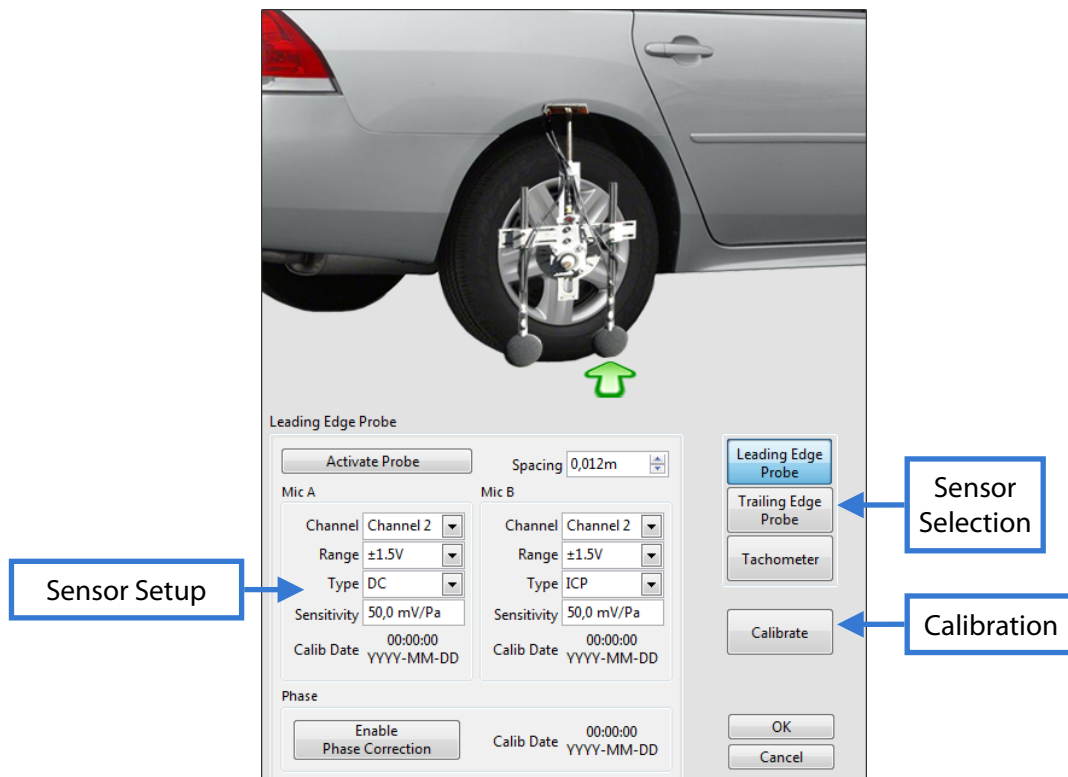 Leading Edge Probe
Activate Probe
Spacing 0,012m
Mic A
Channel Channel 2
Range ±1.5V
Type DC
Sensitivity 50,0 mV/Pa
Calib Date 00:00:00
YYYY-MM-DD
Mic B
Channel Channel 2
Range ±1.5V
Type ICP
Sensitivity 50,0 mV/Pa
Calib Date 00:00:00
YYYY-MM-DD
Phase
Enable
Phase Correction
Calib Date 00:00:00
YYYY-MM-DD
Leading Edge
Probe
Trailing Edge
Probe
Tachometer
Calibrate
OK
Cancel
Sensor Setup
Sensor
Selection
Calibration